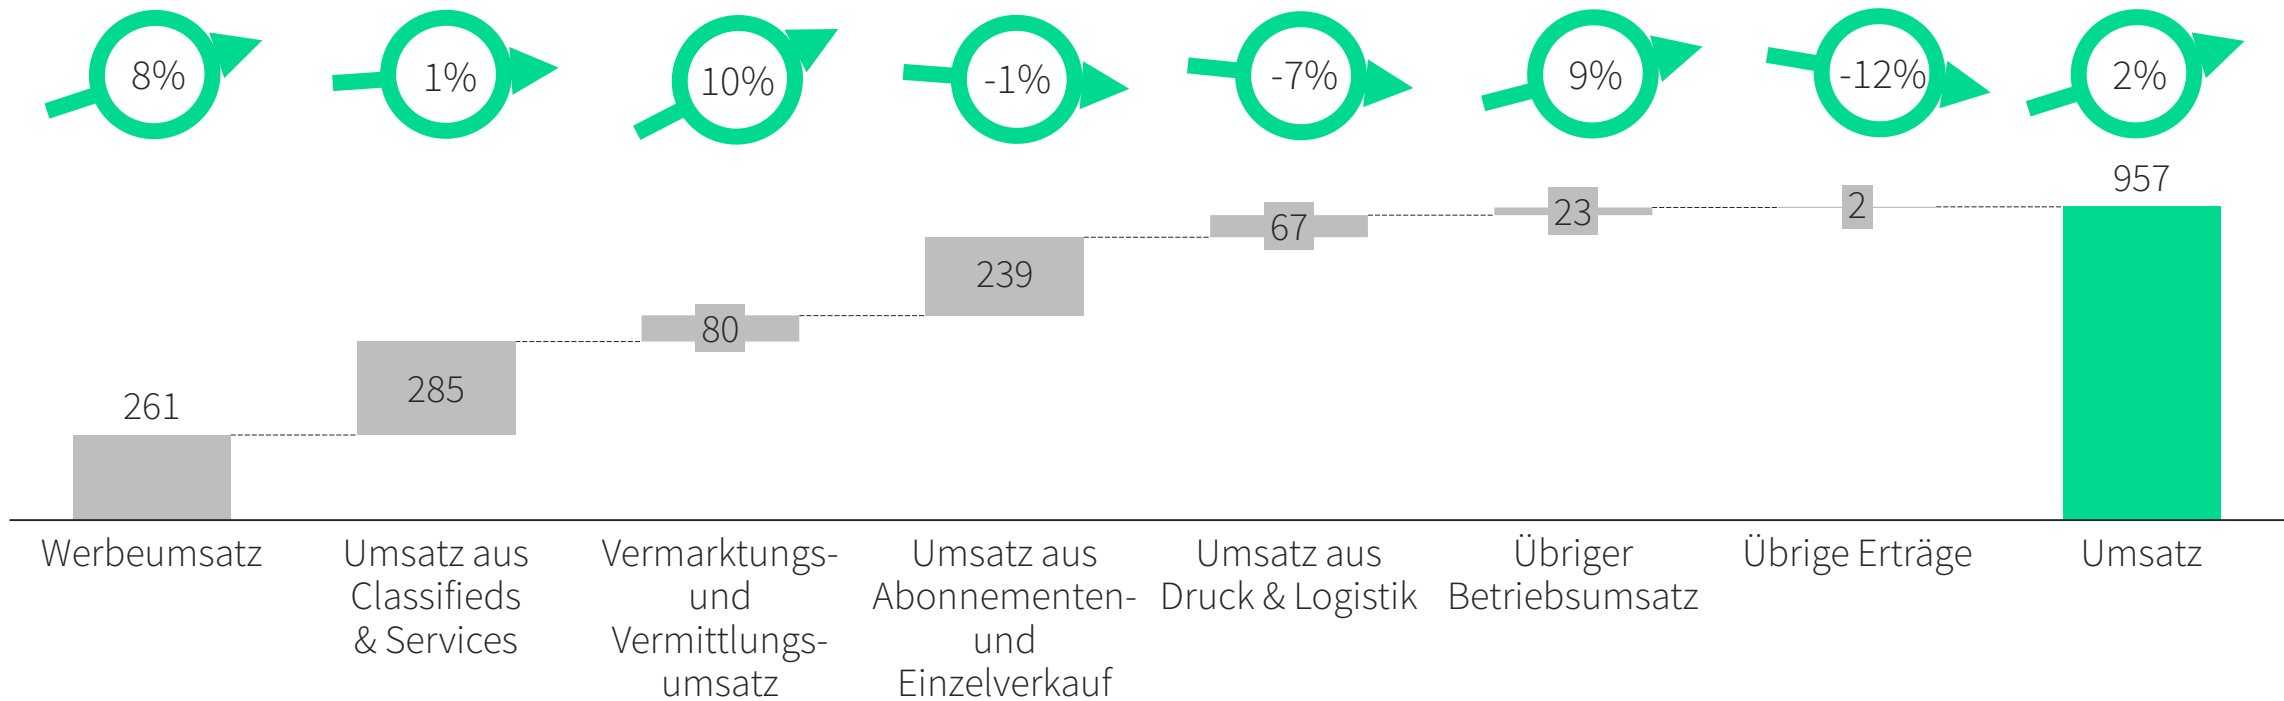 8%
1%
10%
-1%
-7%
9%
-12%
2%
261
285
80
239
67
23
2
957
Werbeumsatz
Umsatz aus
Classifieds
& Services
Vermarktungs-
und
Vermittlungs-
umsatz
Umsatz aus
Abonnementen-
und
Einzelverkauf
Umsatz aus
Druck & Logistik
Übriger
Betriebsumsatz
Übrige Erträge
Umsatz